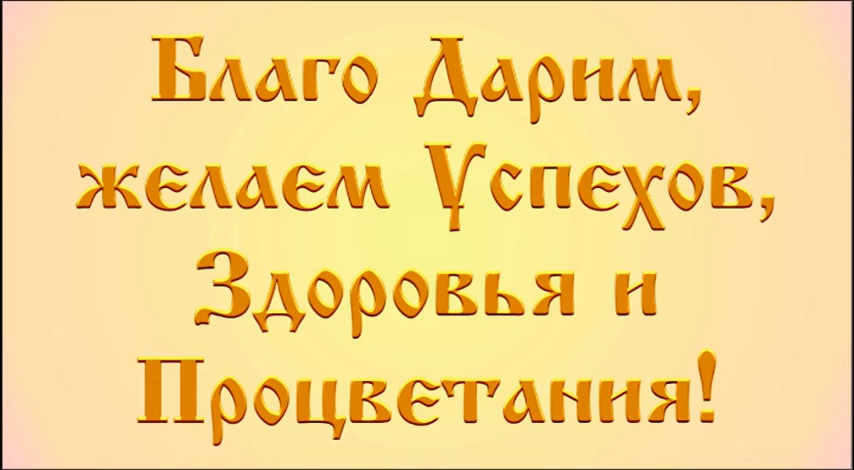 Благо Дарим,
желаем Успехов,
Здоровья и
Процветания!